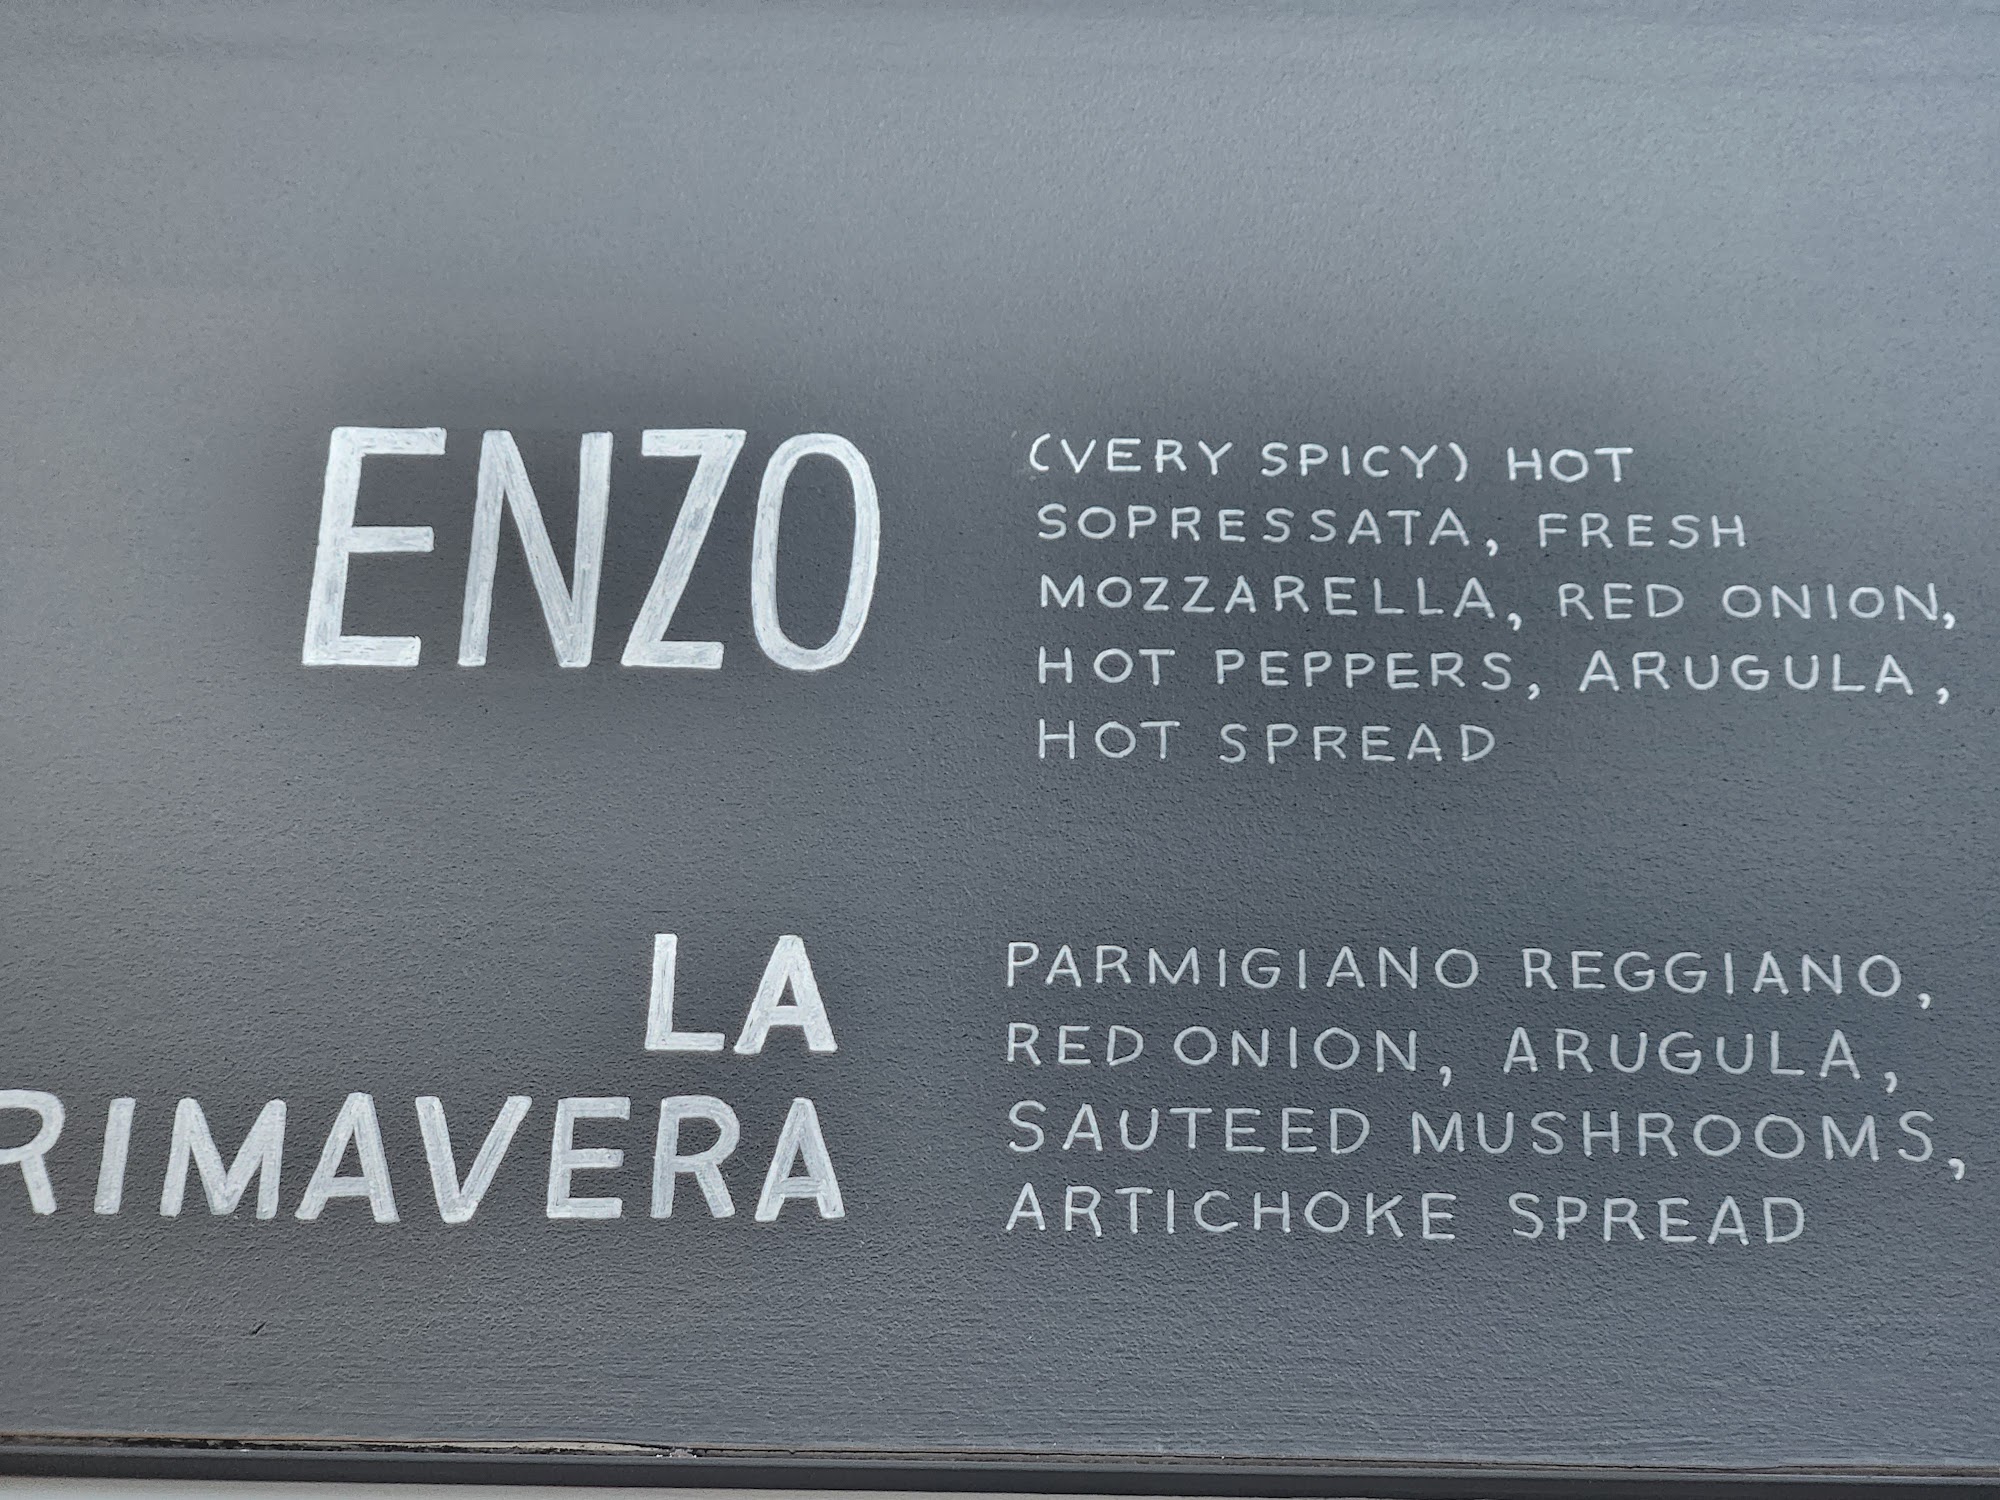 ENZO
(VERY SPICY) HOT
SOPRESSATA, FRESH
MOZZARELLA, RED ONION,
HOT PEPPERS, ARUGULA,
HOT SPREAD
LA
RIMAVERA
PARMIGIANO REGGIANO,
RED ONION, ARUGULA,
SAUTEED MUSHROOMS,
ARTICHOKE SPREAD